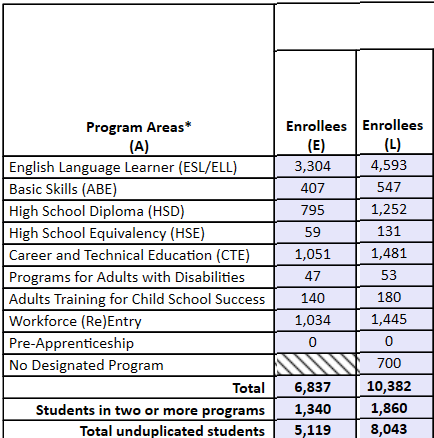 Program Areas*
(A)
Enrollees
(E)
Enrollees
(L)
English Language Learner (ESL/ELL) 3,304 4,593
Basic Skills (ABE) 407 547
High School Diploma (HSD) 795 1,252
High School Equivalency (HSE) 59 131
Career and Technical Education (CTE) 1,051 1,481
Programs for Adults with Disabilities 47 53
Adults Training for Child School Success 140 180
Workforce (Re)Entry 1,034 1,445
Pre-Apprenticeship 0 0
No Designated Program 700
Total 6,837 10,382
Students in two or more programs 1,340 1,860
Total unduplicated students 5,119 8,043